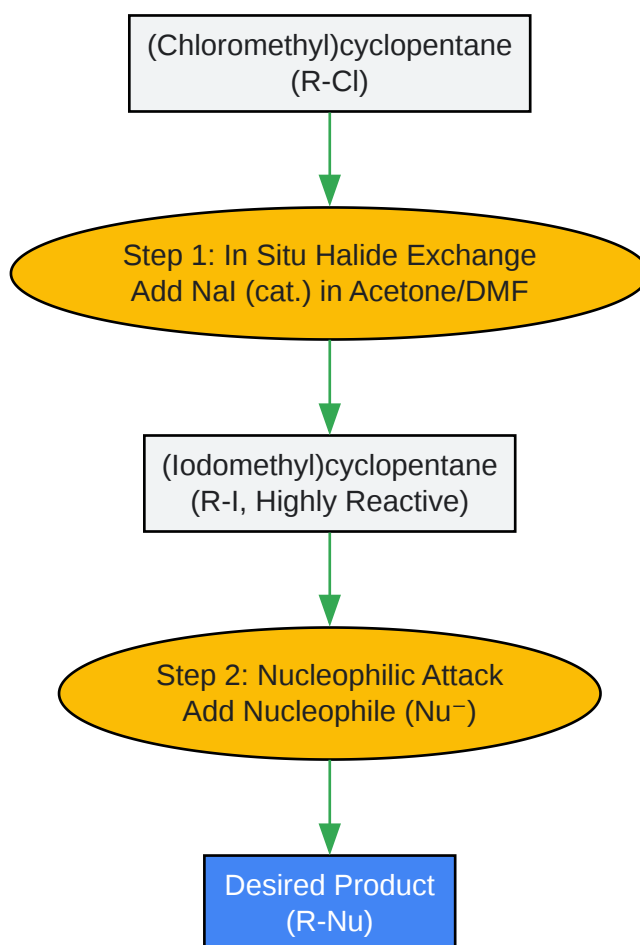 (Chloromethyl)cyclopentane
(R-Cl)
Step 1: In Situ Halide Exchange
Add NaI (cat.) in Acetone/DMF
(Iodomethyl)cyclopentane
(R-I, Highly Reactive)
Step 2: Nucleophilic Attack
Add Nucleophile (Nu⁻)
Desired Product
(R-Nu)